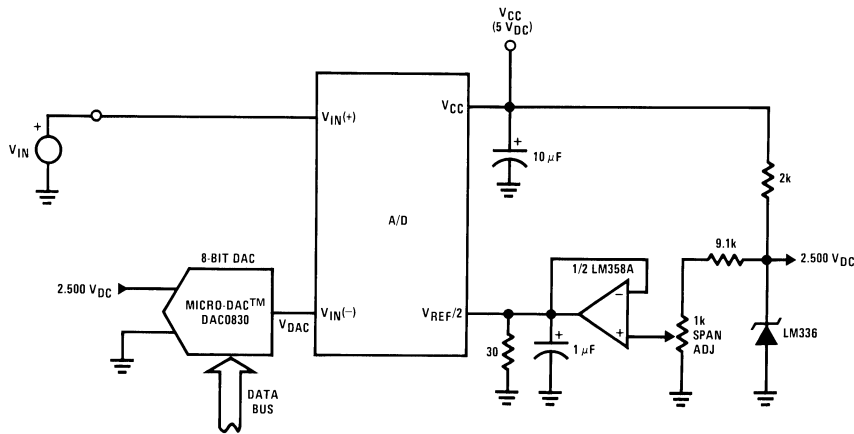 V_CC
(5 V_DC)
V_IN(+)
V_CC
+
V_IN
+
10 μF
2k
A/D
9.1k
8-BIT DAC
1/2 LM358A
2.500 V_DC
2.500 V_DC
MICRO-DAC™
DAC0830
V_DAC
V_IN(–)
V_REF/2
–
+
1k
SPAN
ADJ
LM336
30
+
1 μF
DATA
BUS